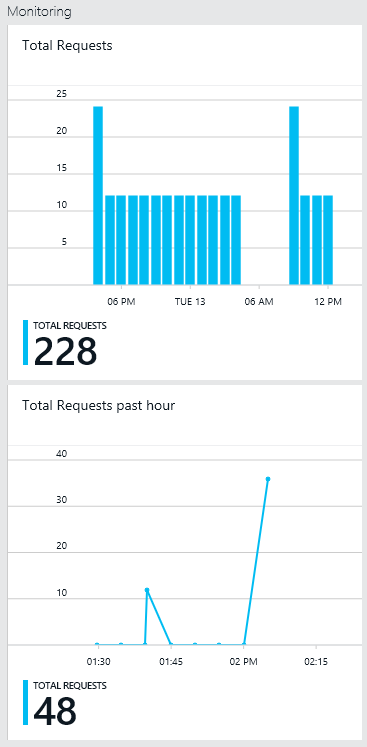 Monitoring
Total Requests
25
20
15
10
5
06 PM TUE 13 06 AM 12 PM
TOTAL REQUESTS
228
Total Requests past hour
40
30
20
10
01:30 01:45 02 PM 02:15
TOTAL REQUESTS
48